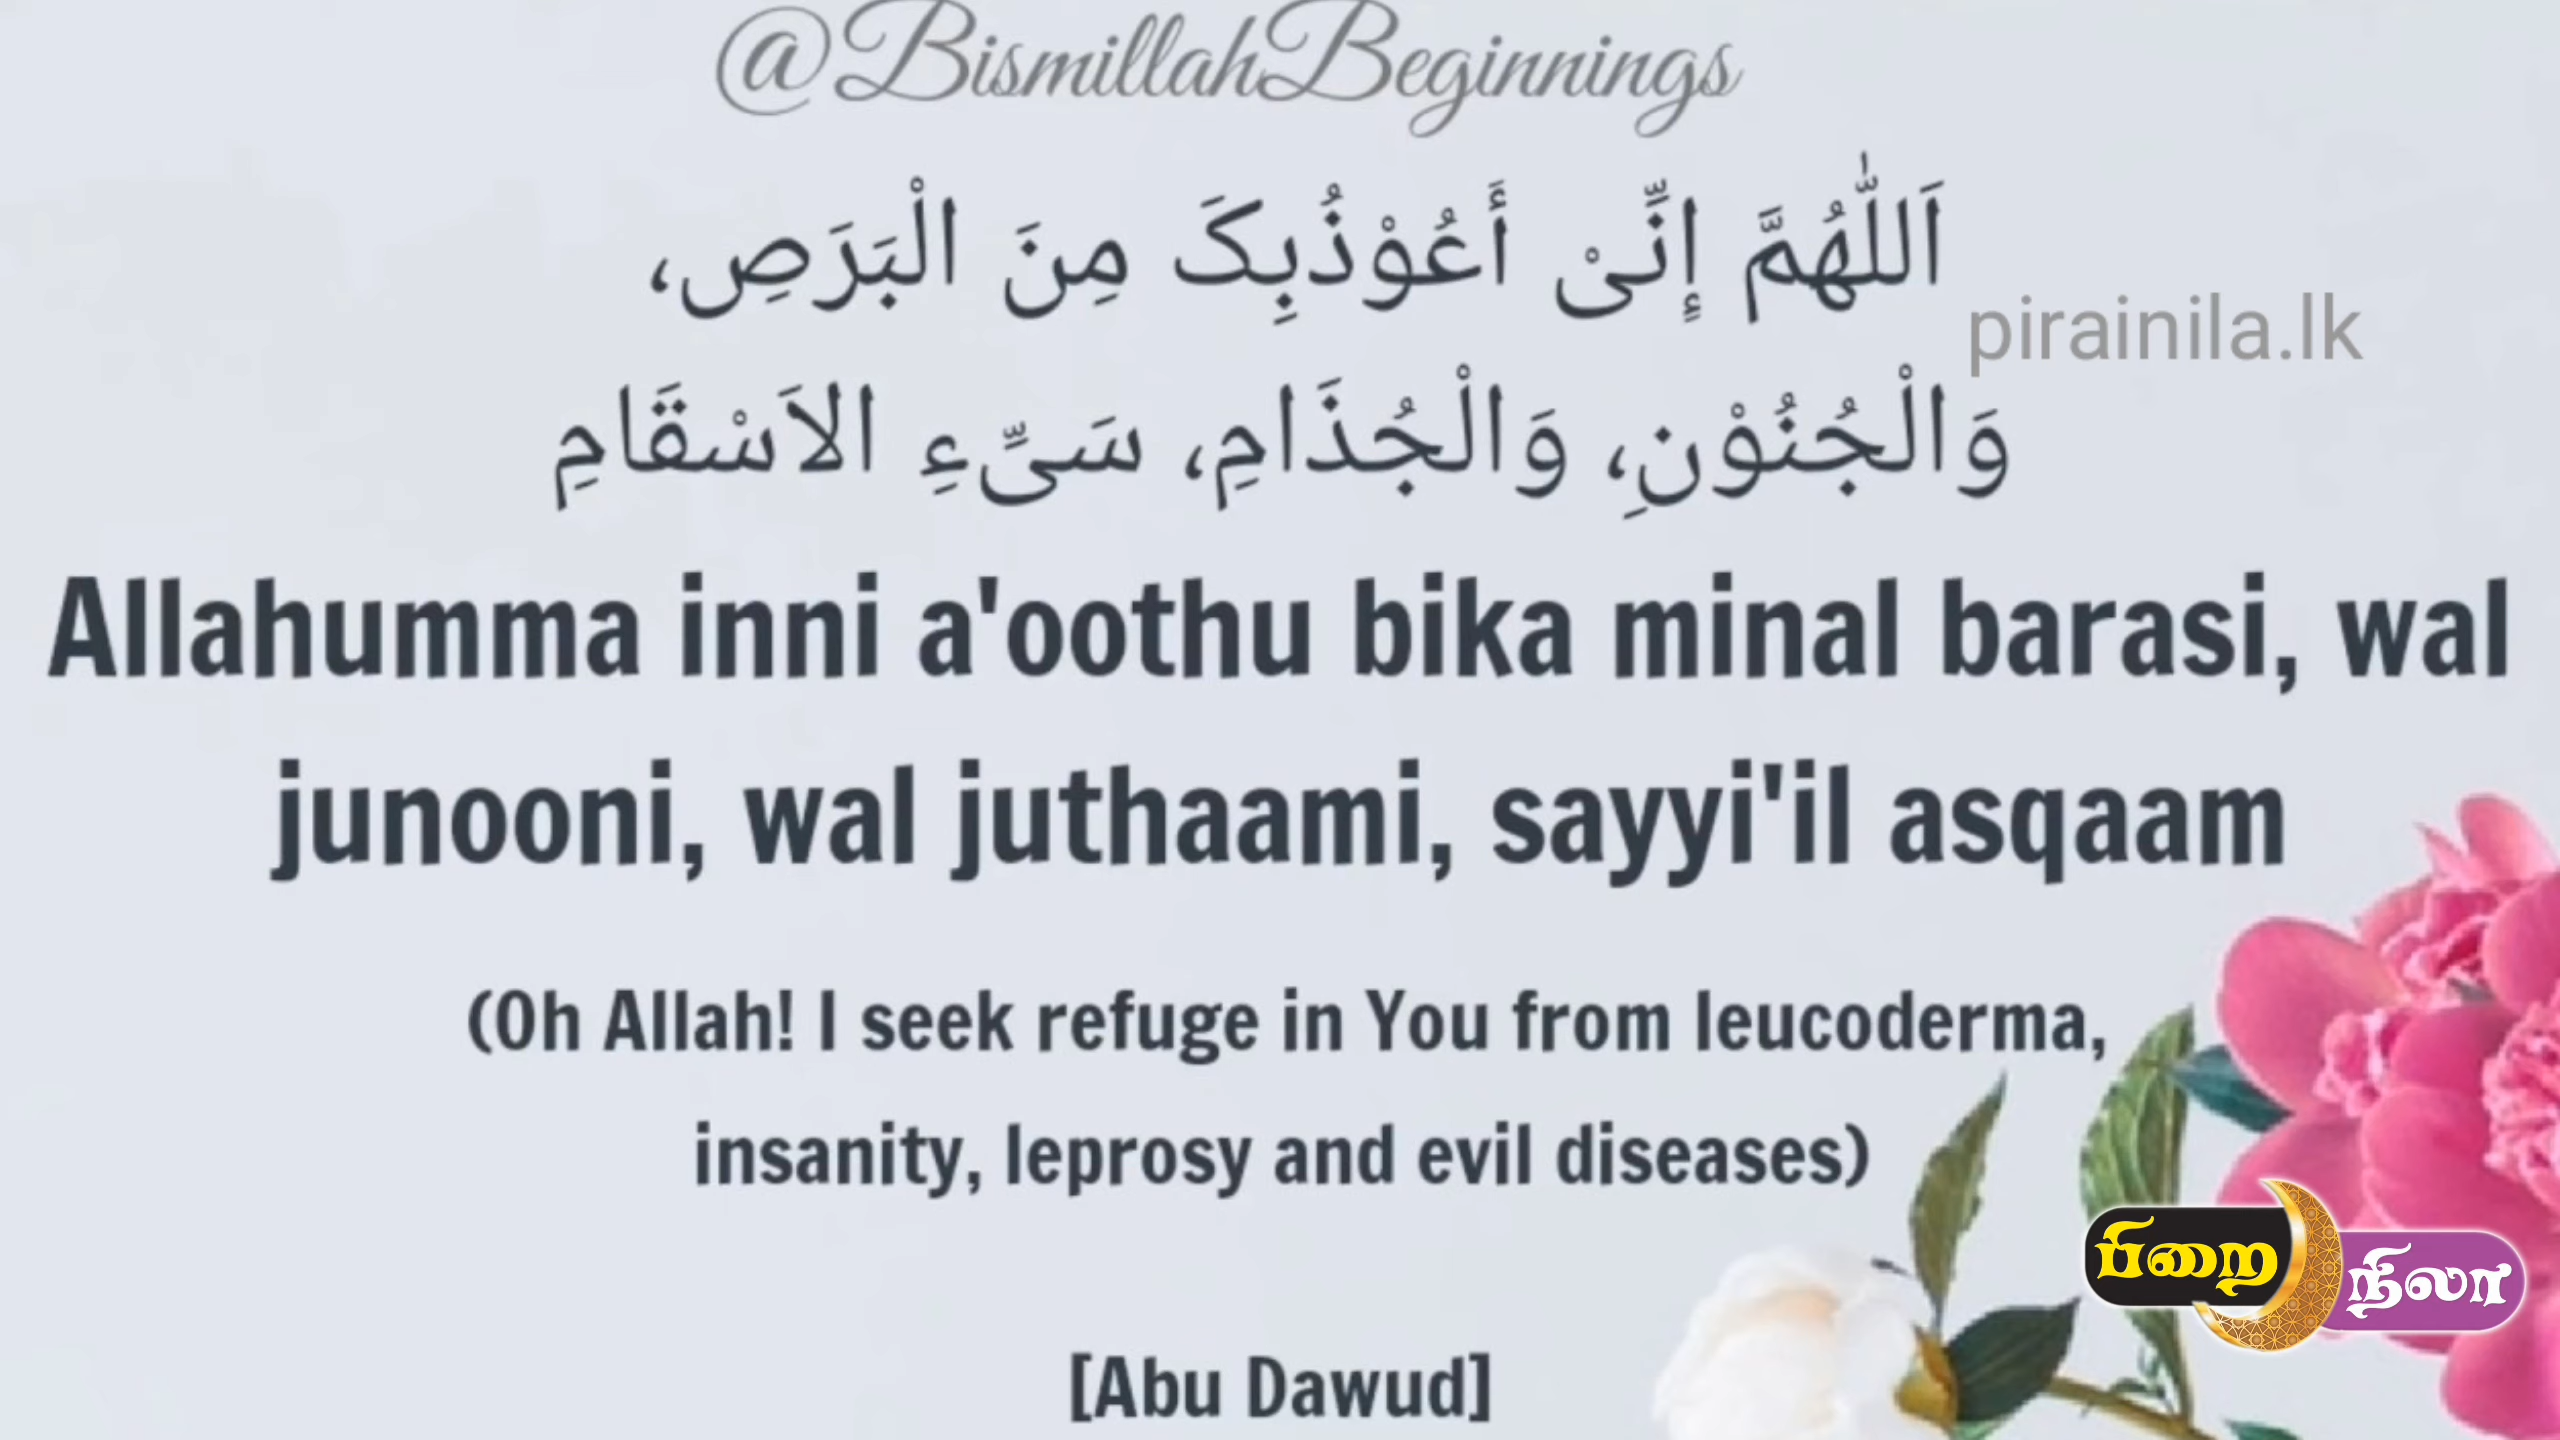 @BismillahBeginnings
اَللّٰهُمَّ إِنِّىْ أَعُوْذُبِکَ مِنَ الْبَرَصِ،
pirainila.lk
وَالْجُنُوْنِ، وَالْجُذَامِ، سَىِّءِ الاَسْقَامِ
Allahumma inni a'oothu bika minal barasi, wal
junooni, wal juthaami, sayyi'il asqaam
(Oh Allah! I seek refuge in You from leucoderma,
insanity, leprosy and evil diseases)
பிறை
நிலா
[Abu Dawud]